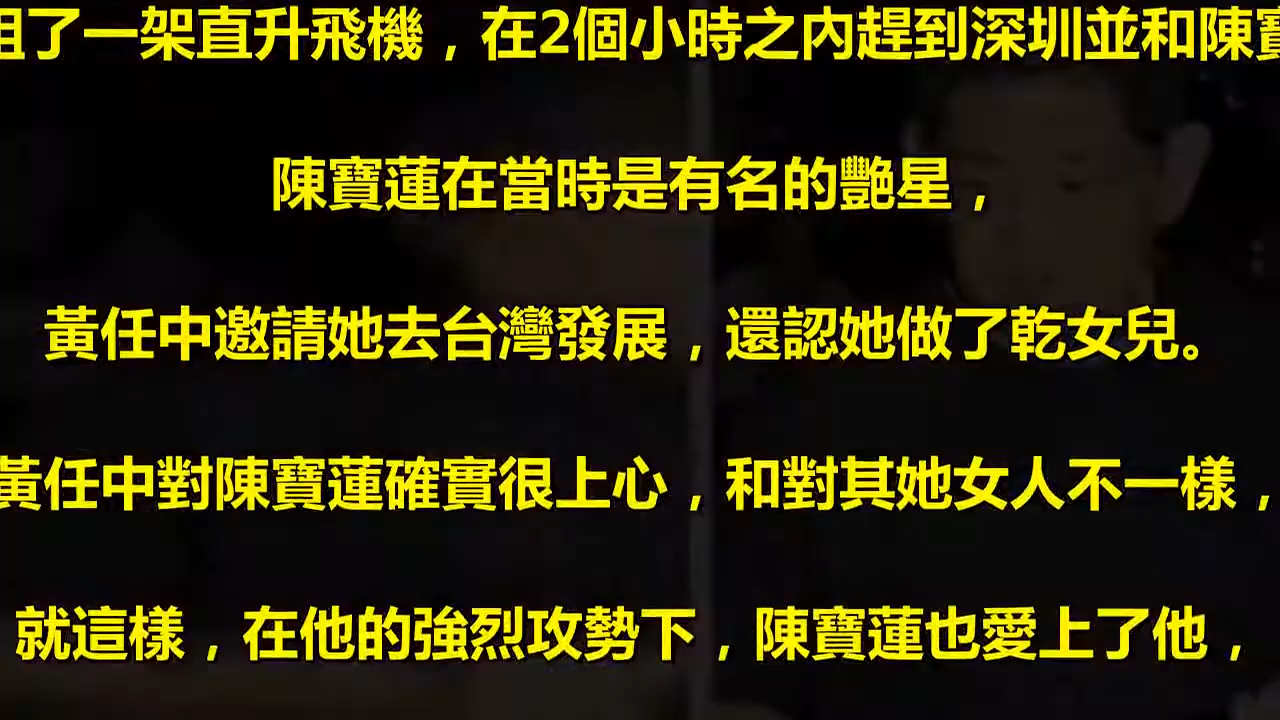 了一架直升飛機，在2個小時之內趕到深圳並和陳寶
陳寶蓮在當時是有名的艷星，
黃任中邀請她去台灣發展，還認她做了乾女兒。
黃任中對陳寶蓮確實很上心，和對其她女人不一樣，
就這樣，在他的強烈攻勢下，陳寶蓮也愛上了他，